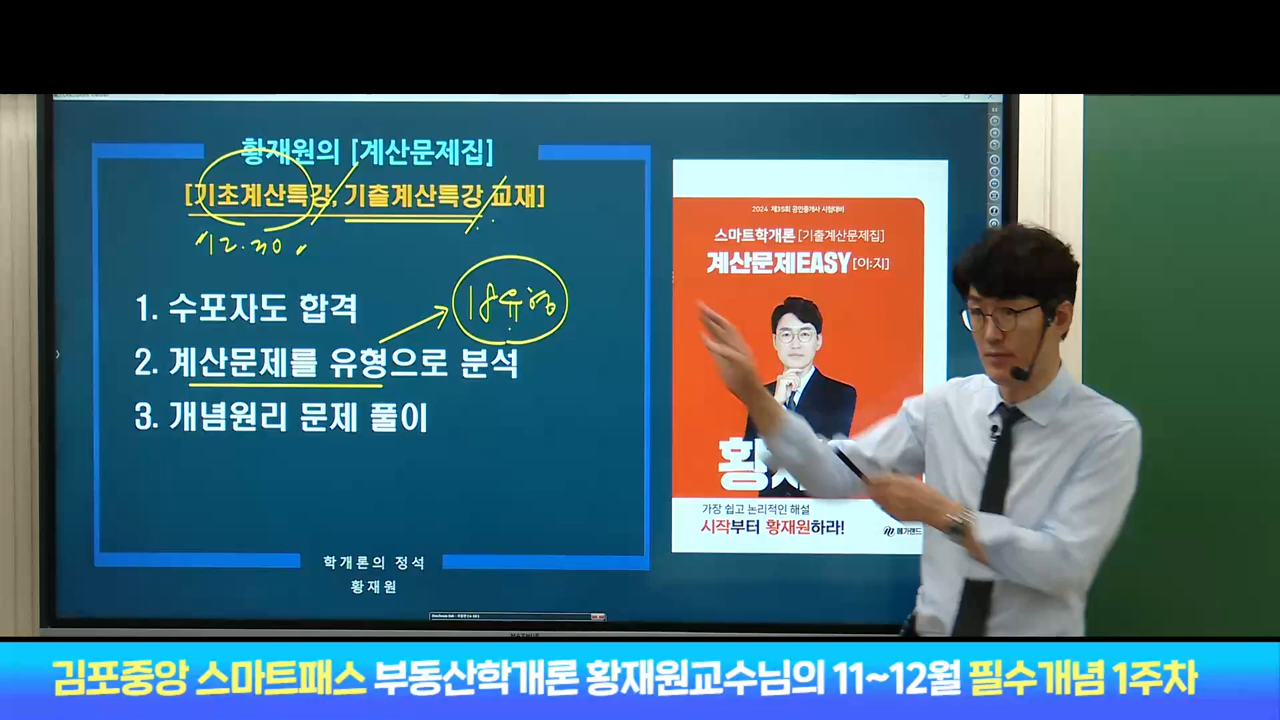 황재원의 [계산문제집]
[기초계산특강, 기출계산특강 교재]
12.30
18유형
1. 수포자도 합격
2. 계산문제를 유형으로 분석
3. 개념원리 문제 풀이
학개론의 정석
황재원
2024 제35회 공인중개사 시험대비
스마트학개론 [기출계산문제집]
계산문제EASY [이:지]
황
가장 쉽고 논리적인 해설
시작부터 황재원하라!
메가랜드
김포중앙 스마트패스 부동산학개론 황재원교수님의 11~12월 필수개념 1주차